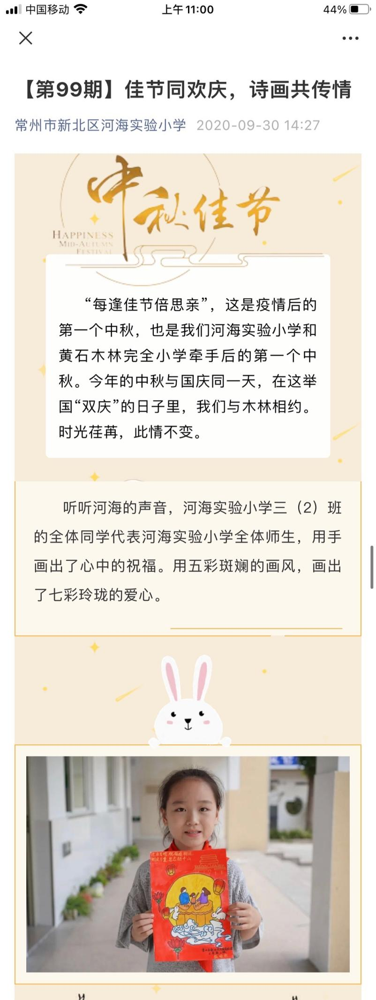 中国移动 上午11:00 44%
【第99期】佳节同欢庆，诗画共传情
常州市新北区河海实验小学 2020-09-30 14:27
中秋佳节
HAPPINESS
MID-AUTUMN
FESTIVAL
“每逢佳节倍思亲”，这是疫情后的
第一个中秋，也是我们河海实验小学和
黄石木林完全小学牵手后的第一个中
秋。今年的中秋与国庆同一天，在这举
国“双庆”的日子里，我们与木林相约。
时光荏苒，此情不变。
听听河海的声音，河海实验小学三（2）班
的全体同学代表河海实验小学全体师生，用手
画出了心中的祝福。用五彩斑斓的画风，画出
了七彩玲珑的爱心。